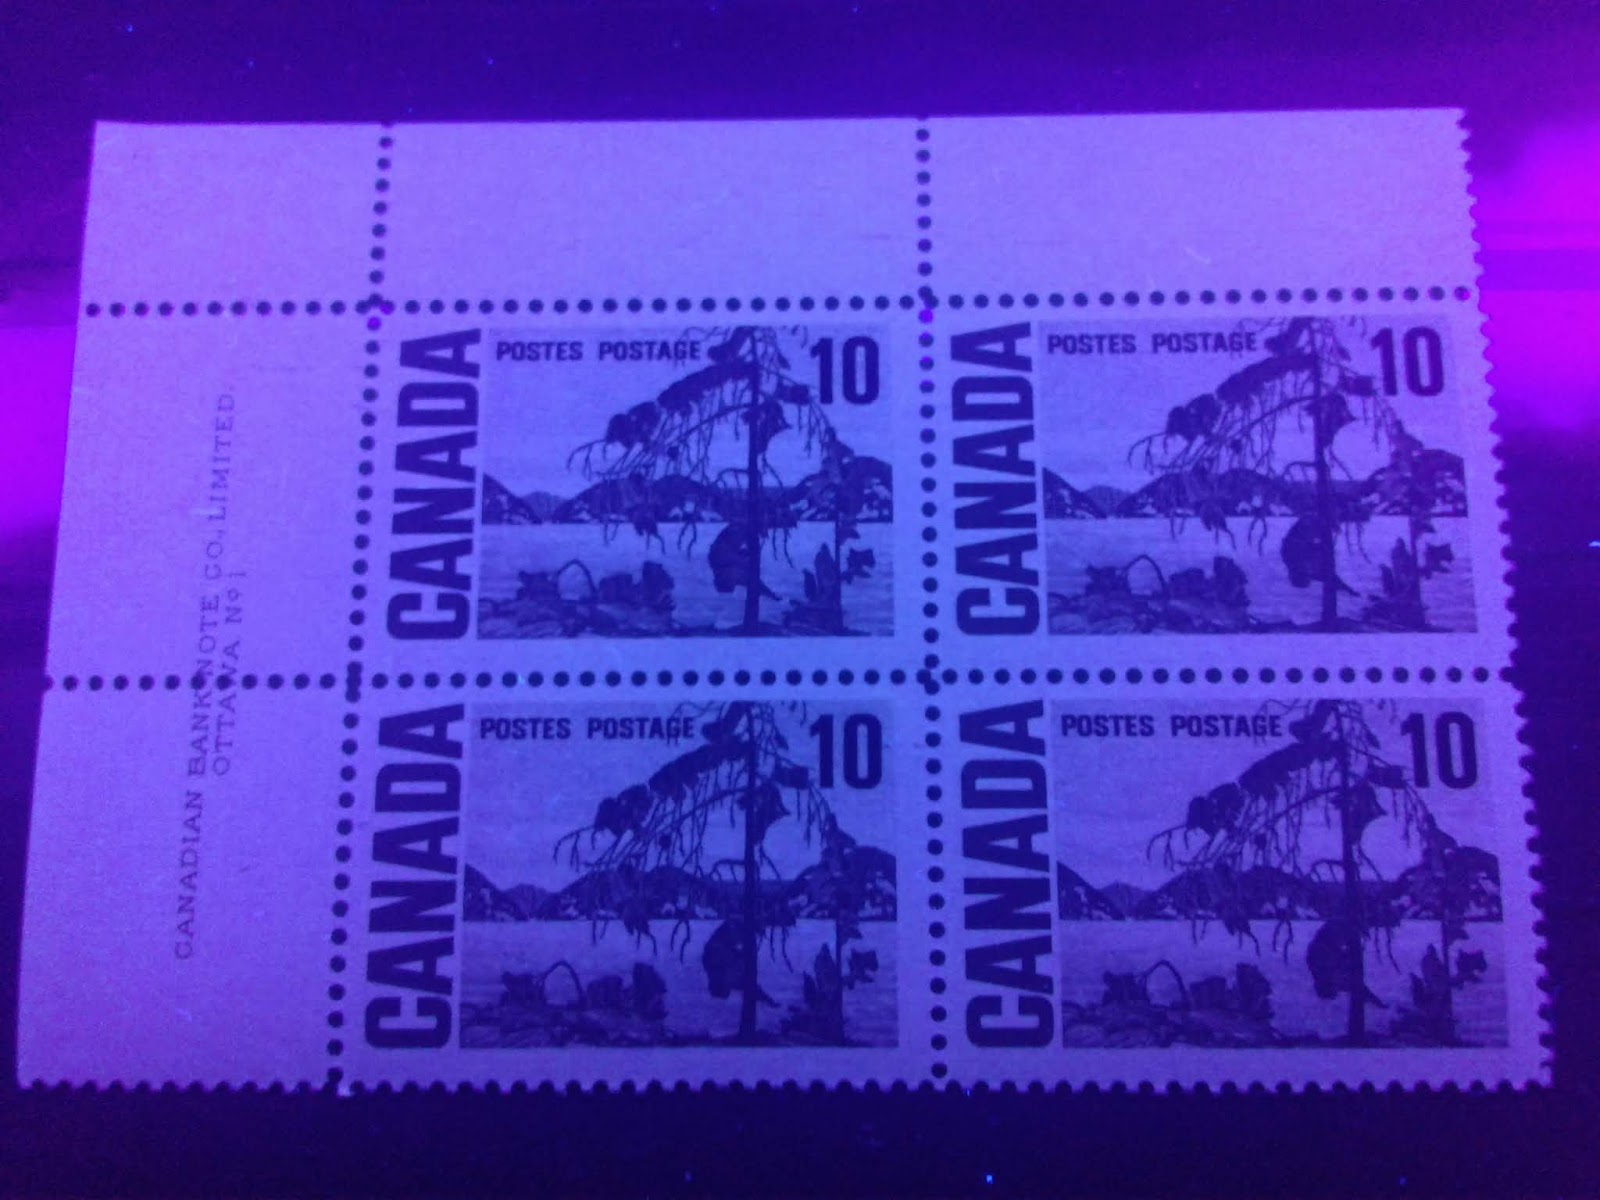 CANADIAN BANK NOTE CO., LIMITED.
OTTAWA Nº 1
CANADA
POSTES POSTAGE
10
CANADA
POSTES POSTAGE
10
CANADA
POSTES POSTAGE
10
CANADA
POSTES POSTAGE
10